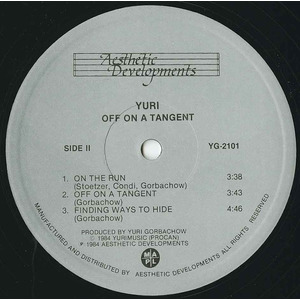 Aesthetic
Developments
YURI
OFF ON A TANGENT
SIDE II
YG-2101
1. ON THE RUN 3:38
(Stoetzer, Condi, Gorbachow)
2. OFF ON A TANGENT 3:43
(Gorbachow)
3. FINDING WAYS TO HIDE 4:46
(Gorbachow)
PRODUCED BY YURI GORBACHOW
© 1984 YURIMUSIC (PROCAN)
℗ 1984 AESTHETIC DEVELOPMENTS
MAPL
MANUFACTURED AND DISTRIBUTED BY AESTHETIC DEVELOPMENTS ALL RIGHTS RESERVED